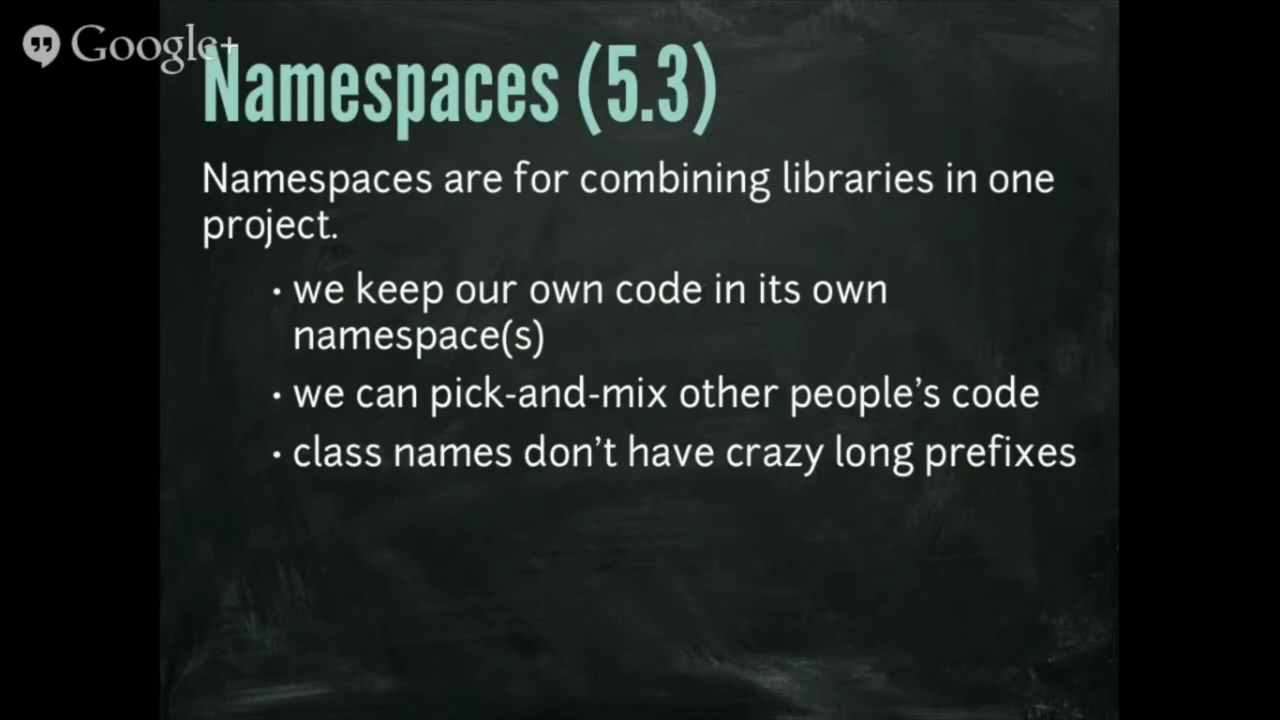 Google+
Namespaces (5.3)
Namespaces are for combining libraries in one
project.
• we keep our own code in its own
namespace(s)
• we can pick-and-mix other people’s code
• class names don’t have crazy long prefixes